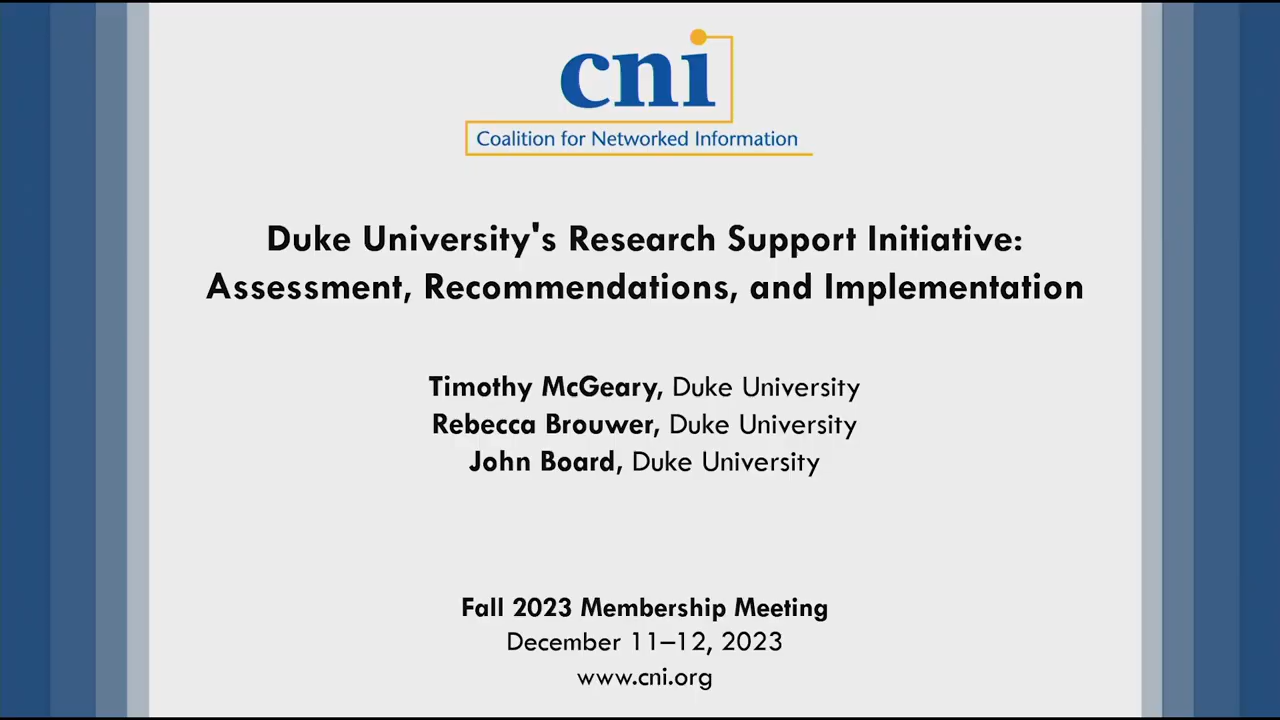 cni
Coalition for Networked Information
Duke University's Research Support Initiative:
Assessment, Recommendations, and Implementation
Timothy McGeary, Duke University
Rebecca Brouwer, Duke University
John Board, Duke University
Fall 2023 Membership Meeting
December 11–12, 2023
www.cni.org